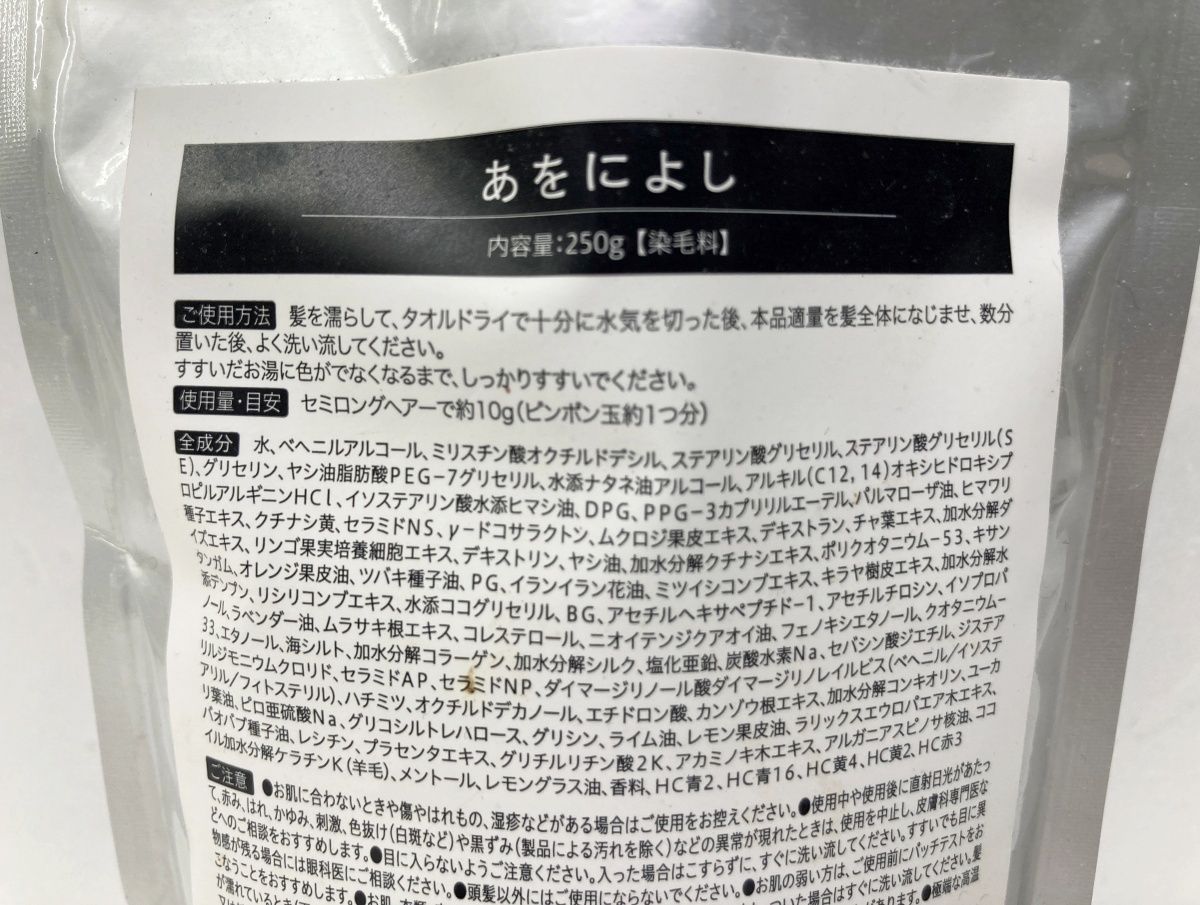 あをによし
内容量：250g【染毛料】
ご使用方法 髪を濡らして、タオルドライで十分に水気を切った後、本品適量を髪全体になじませ、数分
置いた後、よく洗い流してください。
すすいだお湯に色がでなくなるまで、しっかりすすいでください。
使用量・目安 セミロングヘアーで約10g（ピンポン玉約1つ分）
全成分 水、ベヘニルアルコール、ミリスチン酸オクチルドデシル、ステアリン酸グリセリル、ステアリン酸グリセリル（S
E）、グリセリン、ヤシ油脂肪酸PEG-7グリセリル、水添ナタネ油アルコール、アルキル（C12，14）オキシヒドロキシプ
ロピルアルギニンHCl、イソステアリン酸水添ヒマシ油、DPG、PPG-3カプリリルエーテル、パルマローザ油、ヒマワリ
種子エキス、クチナシ黄、セラミドNS、γ-ドコサラクトン、ムクロジ果皮エキス、デキストラン、チャ葉エキス、加水分解ダ
イズエキス、リンゴ果実培養細胞エキス、デキストリン、ヤシ油、加水分解クチナシエキス、ポリクオタニウム-53、キサン
タンガム、オレンジ果皮油、ツバキ種子油、PG、イランイラン花油、ミツイシコンブエキス、キラヤ樹皮エキス、加水分解水
添デンプン、リシリコンブエキス、水添ココグリセリル、BG、アセチルヘキサペプチド-1、アセチルチロシン、イソプロパ
ノール、ラベンダー油、ムラサキ根エキス、コレステロール、ニオイテンジクアオイ油、フェノキシエタノール、クオタニウム-
33、エタノール、海シルト、加水分解コラーゲン、加水分解シルク、塩化亜鉛、炭酸水素Na、セバシン酸ジエチル、ジステア
リルジモニウムクロリド、セラミドAP、セラミドNP、ダイマージリノール酸ダイマージリノレイルビス（ベヘニル/イソステ
アリル/フィトステリル）、ハチミツ、オクチルドデカノール、エチドロン酸、カンゾウ根エキス、加水分解コンキオリン、ユーカ
リ葉油、ピロ亜硫酸Na、グリコシルトレハロース、グリシン、ライム油、レモン果皮油、ラリックスエウロパエア木エキス、
バオバブ種子油、レシチン、プラセンタエキス、グリチルリチン酸2K、アカミノキ木エキス、アルガニアスピノサ核油、ココ
イル加水分解ケラチンK（羊毛）、メントール、レモングラス油、香料、HC青2、HC青16、HC黄4、HC黄2、HC赤3
ご注意 ●お肌に合わないときや傷やはれもの、湿疹などがある場合はご使用をお控えください。●使用中や使用後に直射日光があたっ
て、赤み、はれ、かゆみ、刺激、色抜け（白斑など）や黒ずみ（製品による汚れを除く）などの異常が現れたときは、使用を中止し、皮膚科専門医な
どへのご相談をおすすめします。●目に入らないようご注意ください。入った場合はこすらずに、すぐに洗い流してください。すすいでも目に異
物感が残る場合には眼科医にご相談ください。●頭髪以外にはご使用にならないでください。●お肌の弱い方は、ご使用前にパッチテストをお
こなうことをおすすめします。●お肌、衣類、 ついた場合はすぐに洗い流してください。髪
が濡れているとき あります。●極端な高温